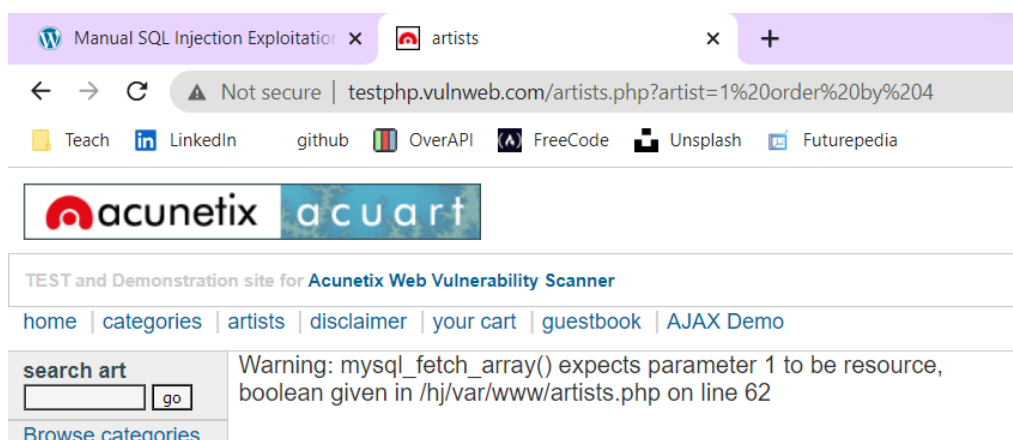 Manual SQL Injection Exploitation
artists
Not secure | testphp.vulnweb.com/artists.php?artist=1%20order%20by%204
Teach
LinkedIn
github
OverAPI
FreeCode
Unsplash
Futurepedia
acunetix acuart
TEST and Demonstration site for Acunetix Web Vulnerability Scanner
home | categories | artists | disclaimer | your cart | guestbook | AJAX Demo
search art
go
Warning: mysql_fetch_array() expects parameter 1 to be resource,
boolean given in /hj/var/www/artists.php on line 62
Browse categories